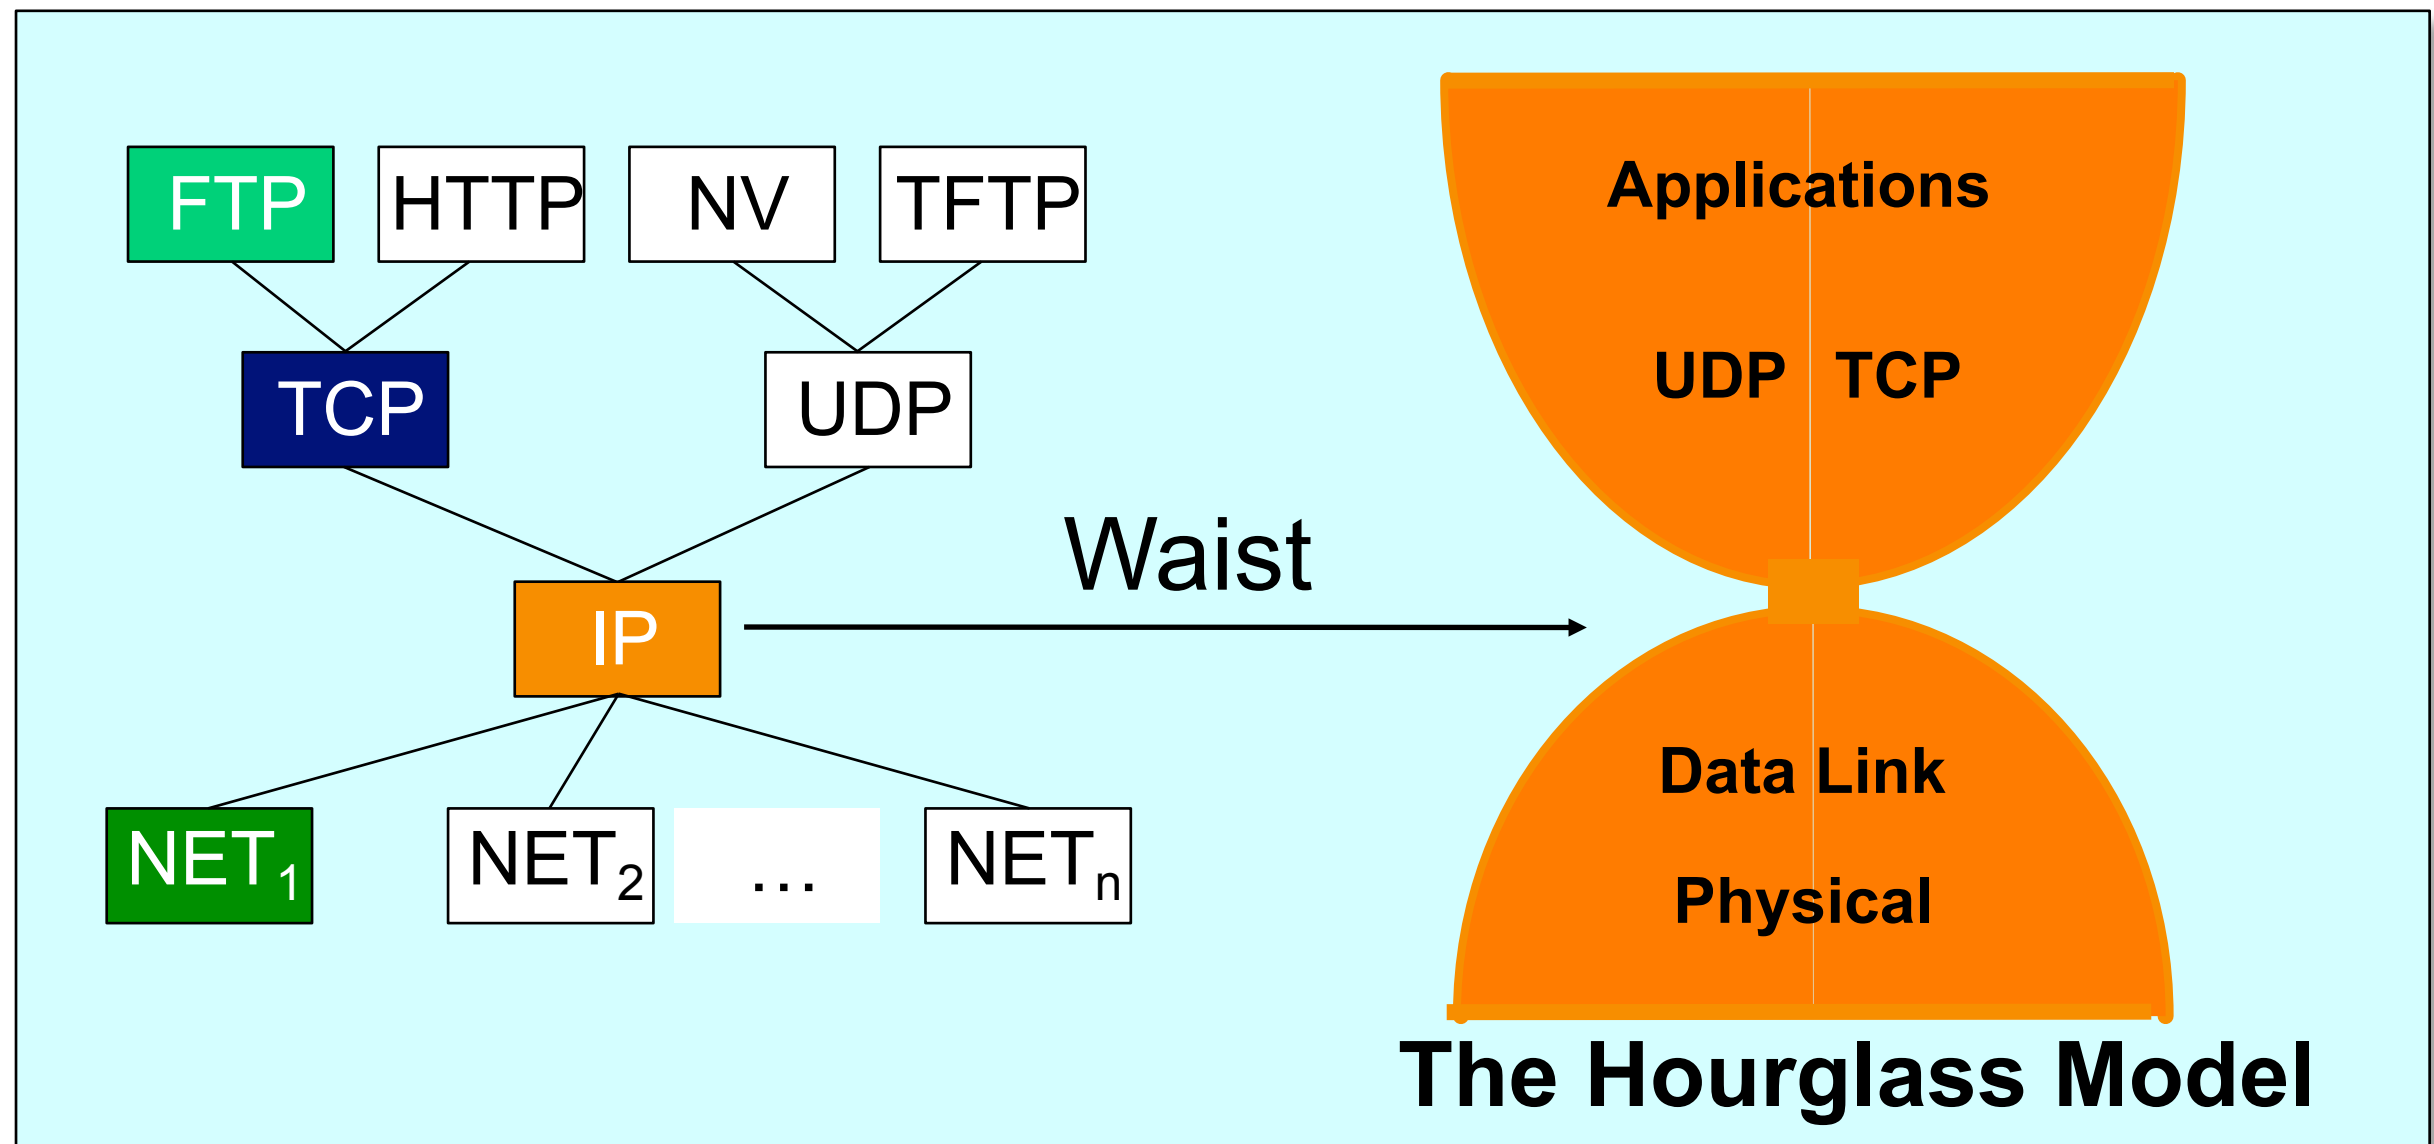 FTP HTTP NV TFTP
TCP UDP
Waist
IP
NET₁ NET₂ … NETₙ
Applications
UDP TCP
Data Link
Physical
The Hourglass Model